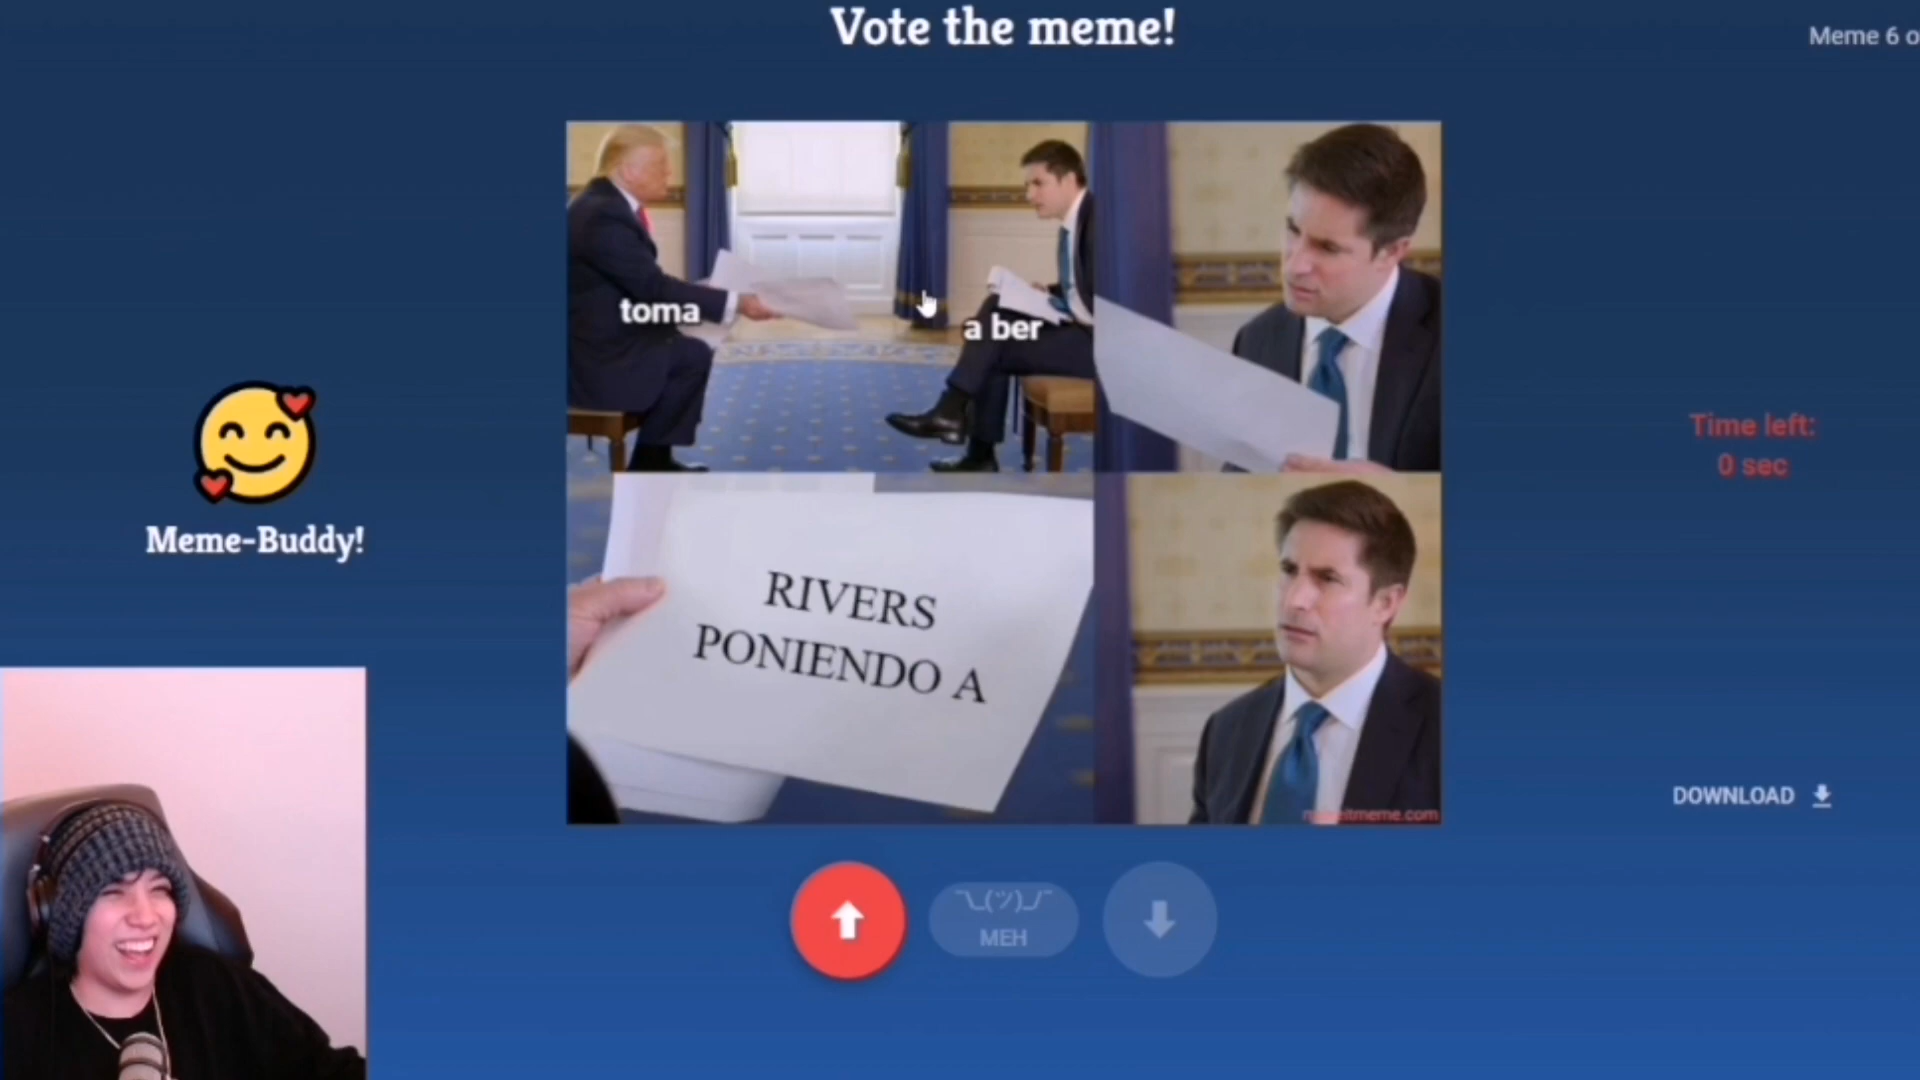 Vote the meme!
Meme 6 o
toma
a ber
RIVERS
PONIENDO A
Meme-Buddy!
Time left:
0 sec
DOWNLOAD
¯\_(ツ)_/¯
MEH